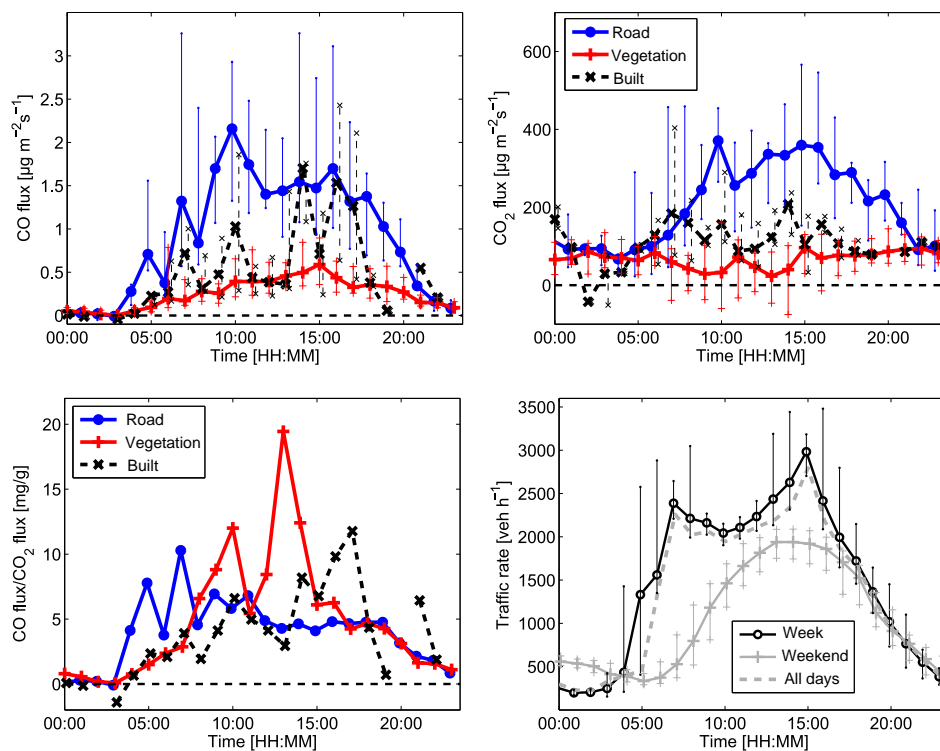 3
2.5
2
1.5
1
0.5
0
CO flux [µg m−2s−1]
00:00 05:00 10:00 15:00 20:00
Time [HH:MM]
600
400
200
0
CO2 flux [µg m−2s−1]
Road
Vegetation
Built
00:00 05:00 10:00 15:00 20:00
Time [HH:MM]
20
15
10
5
0
CO flux/CO2 flux [mg/g]
Road
Vegetation
Built
00:00 05:00 10:00 15:00 20:00
Time [HH:MM]
3500
3000
2500
2000
1500
1000
500
Traffic rate [veh h−1]
Week
Weekend
All days
00:00 05:00 10:00 15:00 20:00
Time [HH:MM]